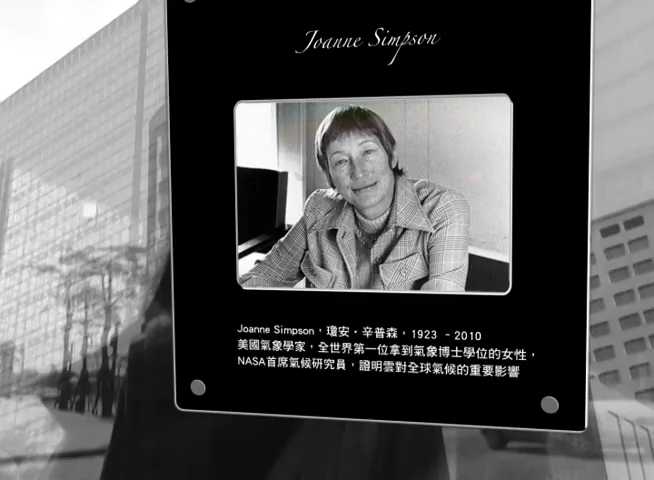 Joanne Simpson
Joanne Simpson，瓊安・辛普森，1923 - 2010
美國氣象學家，全世界第一位拿到氣象博士學位的女性，
NASA首席氣候研究員，證明雲對全球氣候的重要影響